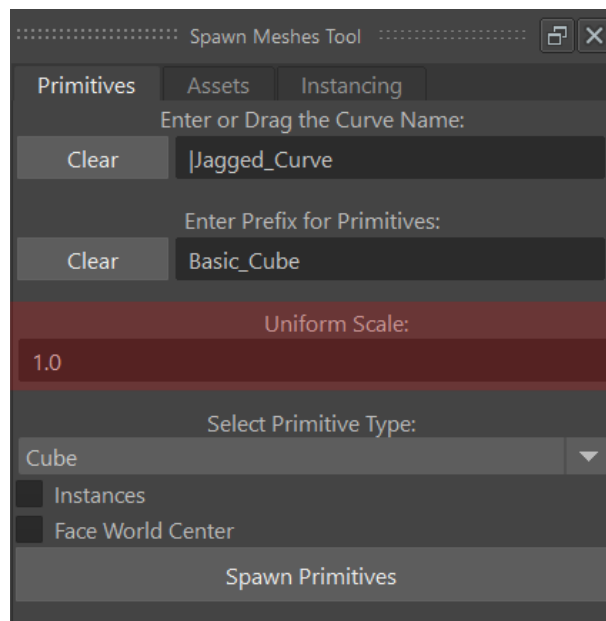 Spawn Meshes Tool
Primitives Assets Instancing
Enter or Drag the Curve Name:
Clear |Jagged_Curve
Enter Prefix for Primitives:
Clear Basic_Cube
Uniform Scale:
1.0
Select Primitive Type:
Cube
Instances
Face World Center
Spawn Primitives